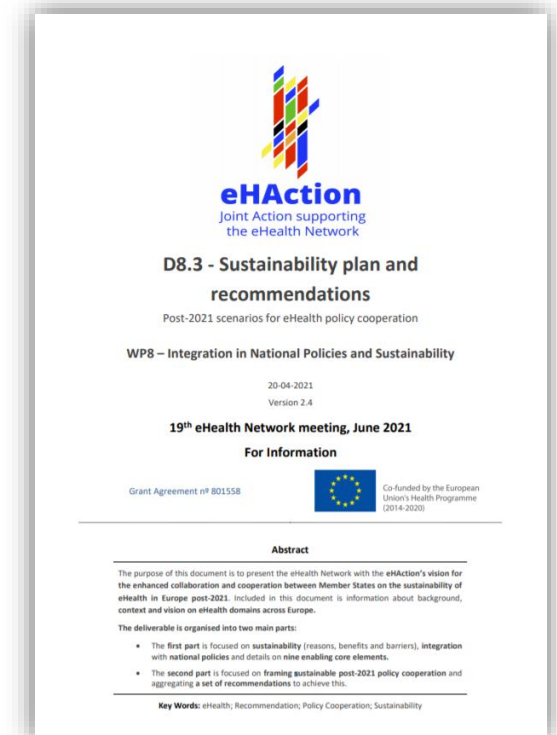 eHAction
Joint Action supporting
the eHealth Network
D8.3 - Sustainability plan and
recommendations
Post-2021 scenarios for eHealth policy cooperation
WP8 – Integration in National Policies and Sustainability
20-04-2021
Version 2.4
19th eHealth Network meeting, June 2021
For Information
Grant Agreement nº 801558
Co-funded by the European
Union's Health Programme
(2014-2020)
Abstract
The purpose of this document is to present the eHealth Network with the eHAction's vision for
the enhanced collaboration and cooperation between Member States on the sustainability of
eHealth in Europe post-2021. Included in this document is information about background,
context and vision on eHealth domains across Europe.
The deliverable is organised into two main parts:
• The first part is focused on sustainability (reasons, benefits and barriers), integration
with national policies and details on nine enabling core elements.
• The second part is focused on framing sustainable post-2021 policy cooperation and
aggregating a set of recommendations to achieve this.
Key Words: eHealth; Recommendation; Policy Cooperation; Sustainability